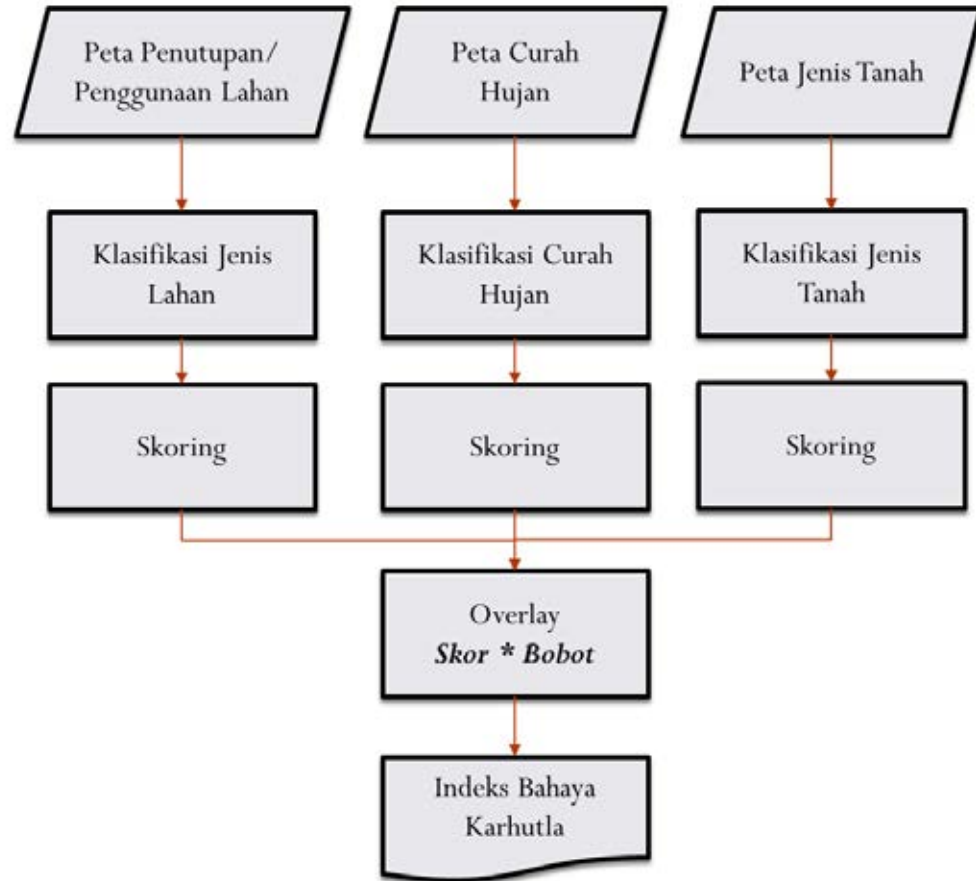 Peta Penutupan/
Penggunaan Lahan
Peta Curah
Hujan
Peta Jenis Tanah
Klasifikasi Jenis
Lahan
Klasifikasi Curah
Hujan
Klasifikasi Jenis
Tanah
Skoring
Skoring
Skoring
Overlay
Skor * Bobot
Indeks Bahaya
Karhutla